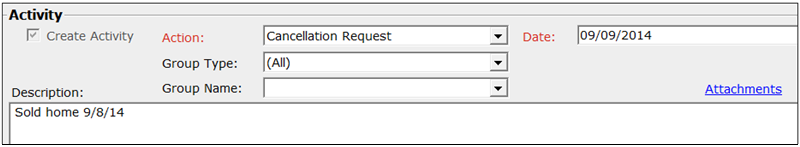 Activity
Create Activity Action: Cancellation Request Date: 09/09/2014
Group Type: (All)
Description: Group Name: Attachments
Sold home 9/8/14